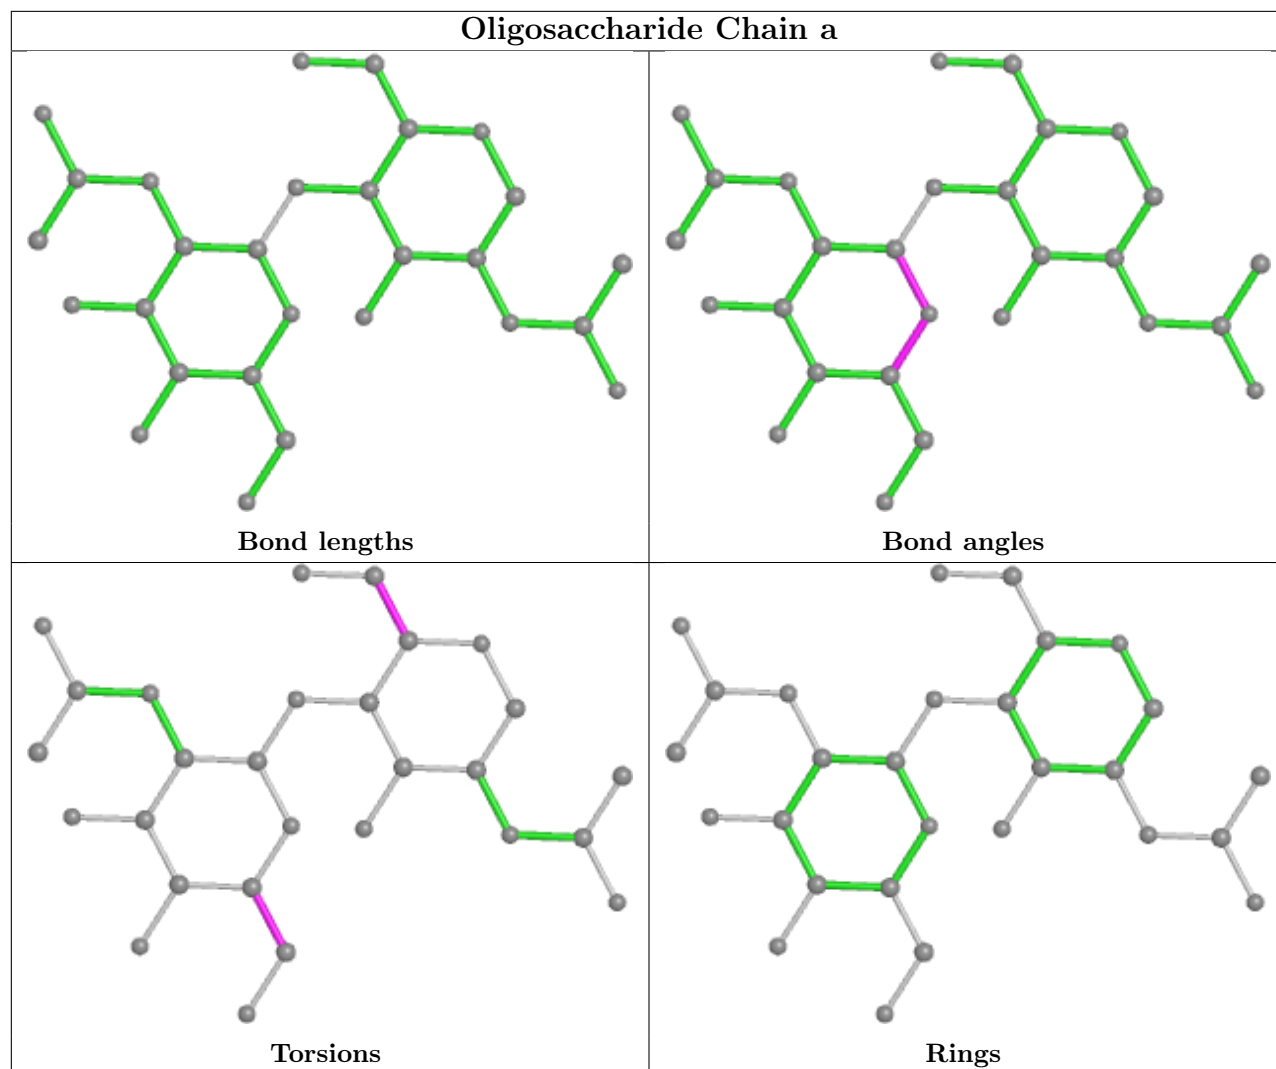 Oligosaccharide Chain a
Bond lengths
Bond angles
Torsions
Rings